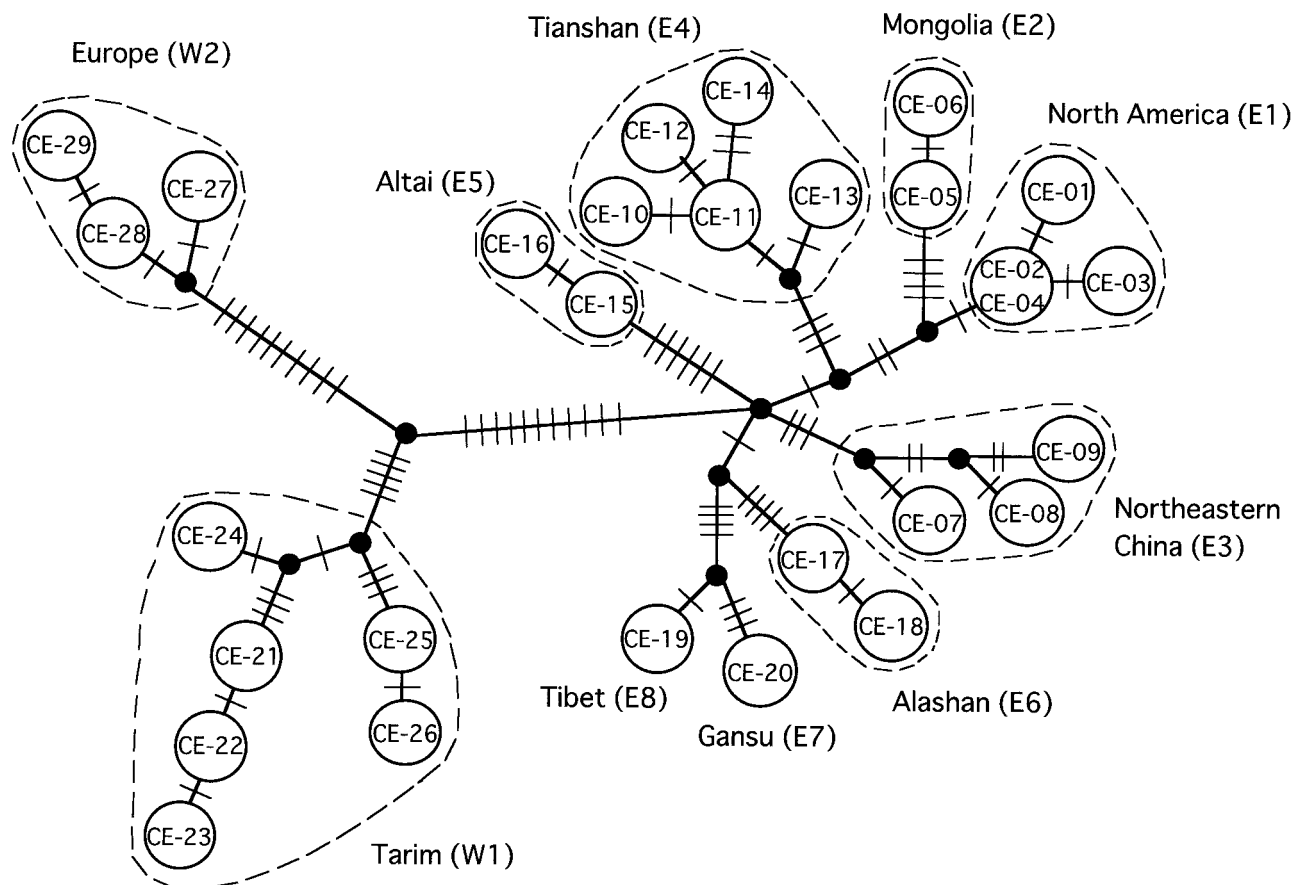 Tianshan (E4)
Mongolia (E2)
Europe (W2)
North America (E1)
Altai (E5)
CE-14
CE-06
CE-12
CE-29
CE-27
CE-13
CE-05
CE-01
CE-10
CE-11
CE-28
CE-16
CE-02
CE-04
CE-03
CE-15
CE-09
CE-24
CE-07
CE-08
Northeastern
China (E3)
CE-17
CE-25
CE-19
CE-18
CE-21
CE-20
Tibet (E8)
Alashan (E6)
CE-22
CE-26
Gansu (E7)
CE-23
Tarim (W1)